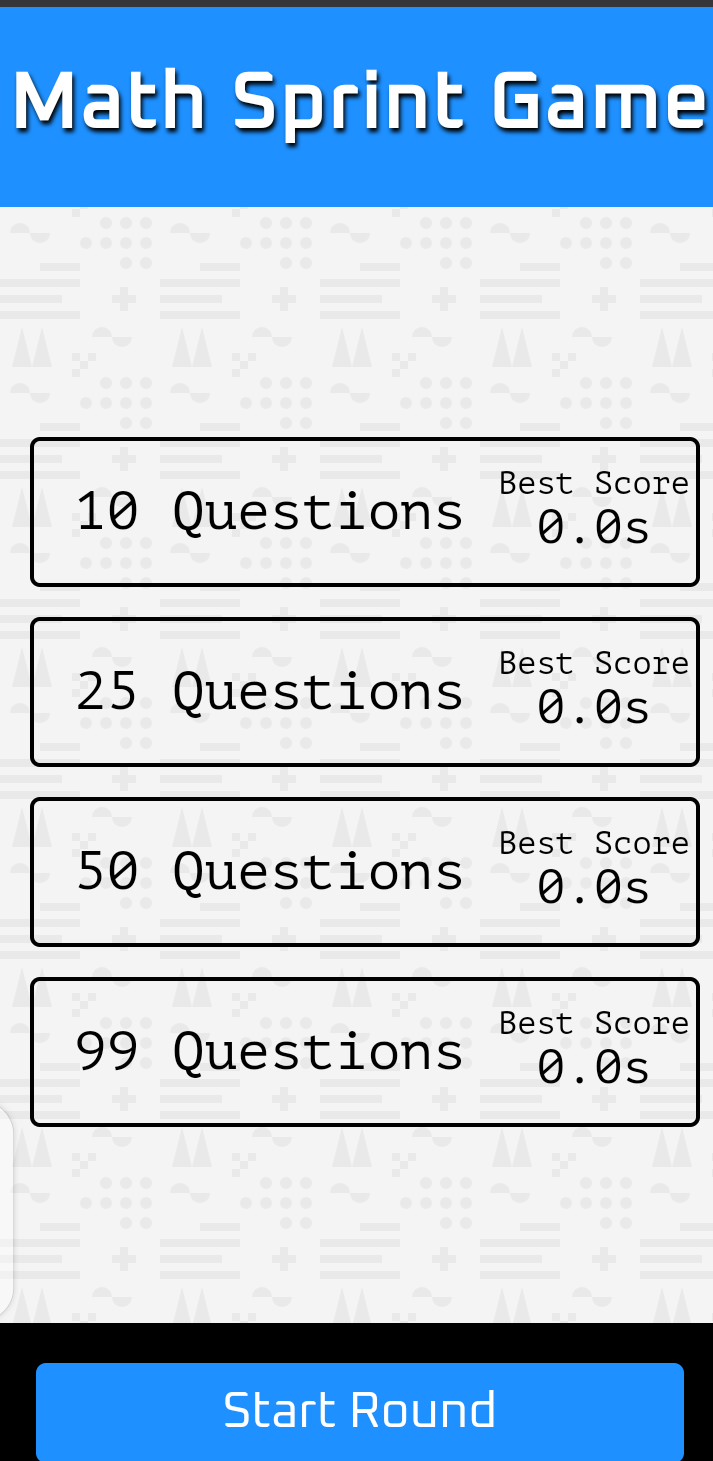 Math Sprint Game
10 Questions
Best Score
0.0s
25 Questions
Best Score
0.0s
50 Questions
Best Score
0.0s
99 Questions
Best Score
0.0s
Start Round